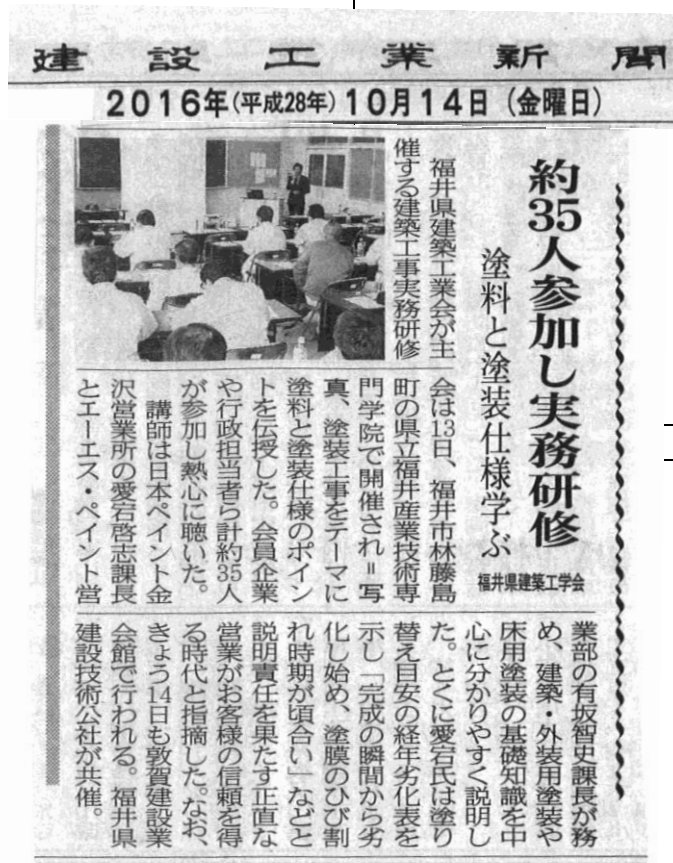 建設工業新聞
2016年(平成28年)10月14日(金曜日)
約35人参加し実務研修
塗料と塗装仕様学ぶ
福井県建築工学会
福井県建築工業会が主
催する建築工事実務研修
会は13日、福井市林藤島
町の県立福井産業技術専
門学院で開催され＝写
真、塗装工事をテーマに
塗料と塗装仕様のポイン
トを伝授した。会員企業
や行政担当者ら計約35人
が参加し熱心に聴いた。
講師は日本ペイント金
沢営業所の愛宕啓志課長
とエーエス・ペイント営
業部の有坂智史課長が務
め、建築・外装用塗装や
床用塗装の基礎知識を中
心に分かりやすく説明し
た。とくに愛宕氏は塗り
替え目安の経年劣化表を
示し「完成の瞬間から劣
化し始め、塗膜のひび割
れ時期が頃合い」などと
説明責任を果たす正直な
営業がお客様の信頼を得
る時代と指摘した。なお、
きょう14日も敦賀建設業
会館で行われる。福井県
建設技術公社が共催。